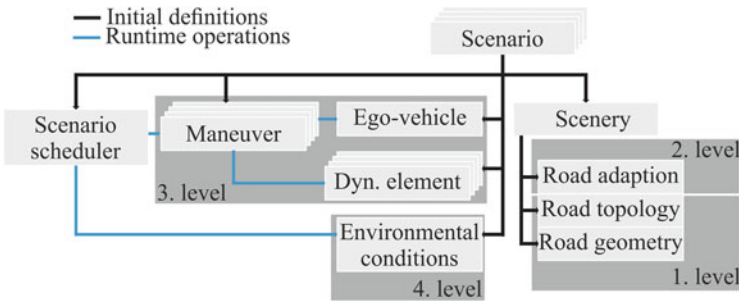 Initial definitions
Runtime operations
Scenario
Scenario
scheduler
Maneuver
Ego-vehicle
Dyn. element
3. level
Environmental
conditions
4. level
Scenery
2. level
Road adaption
Road topology
Road geometry
1. level